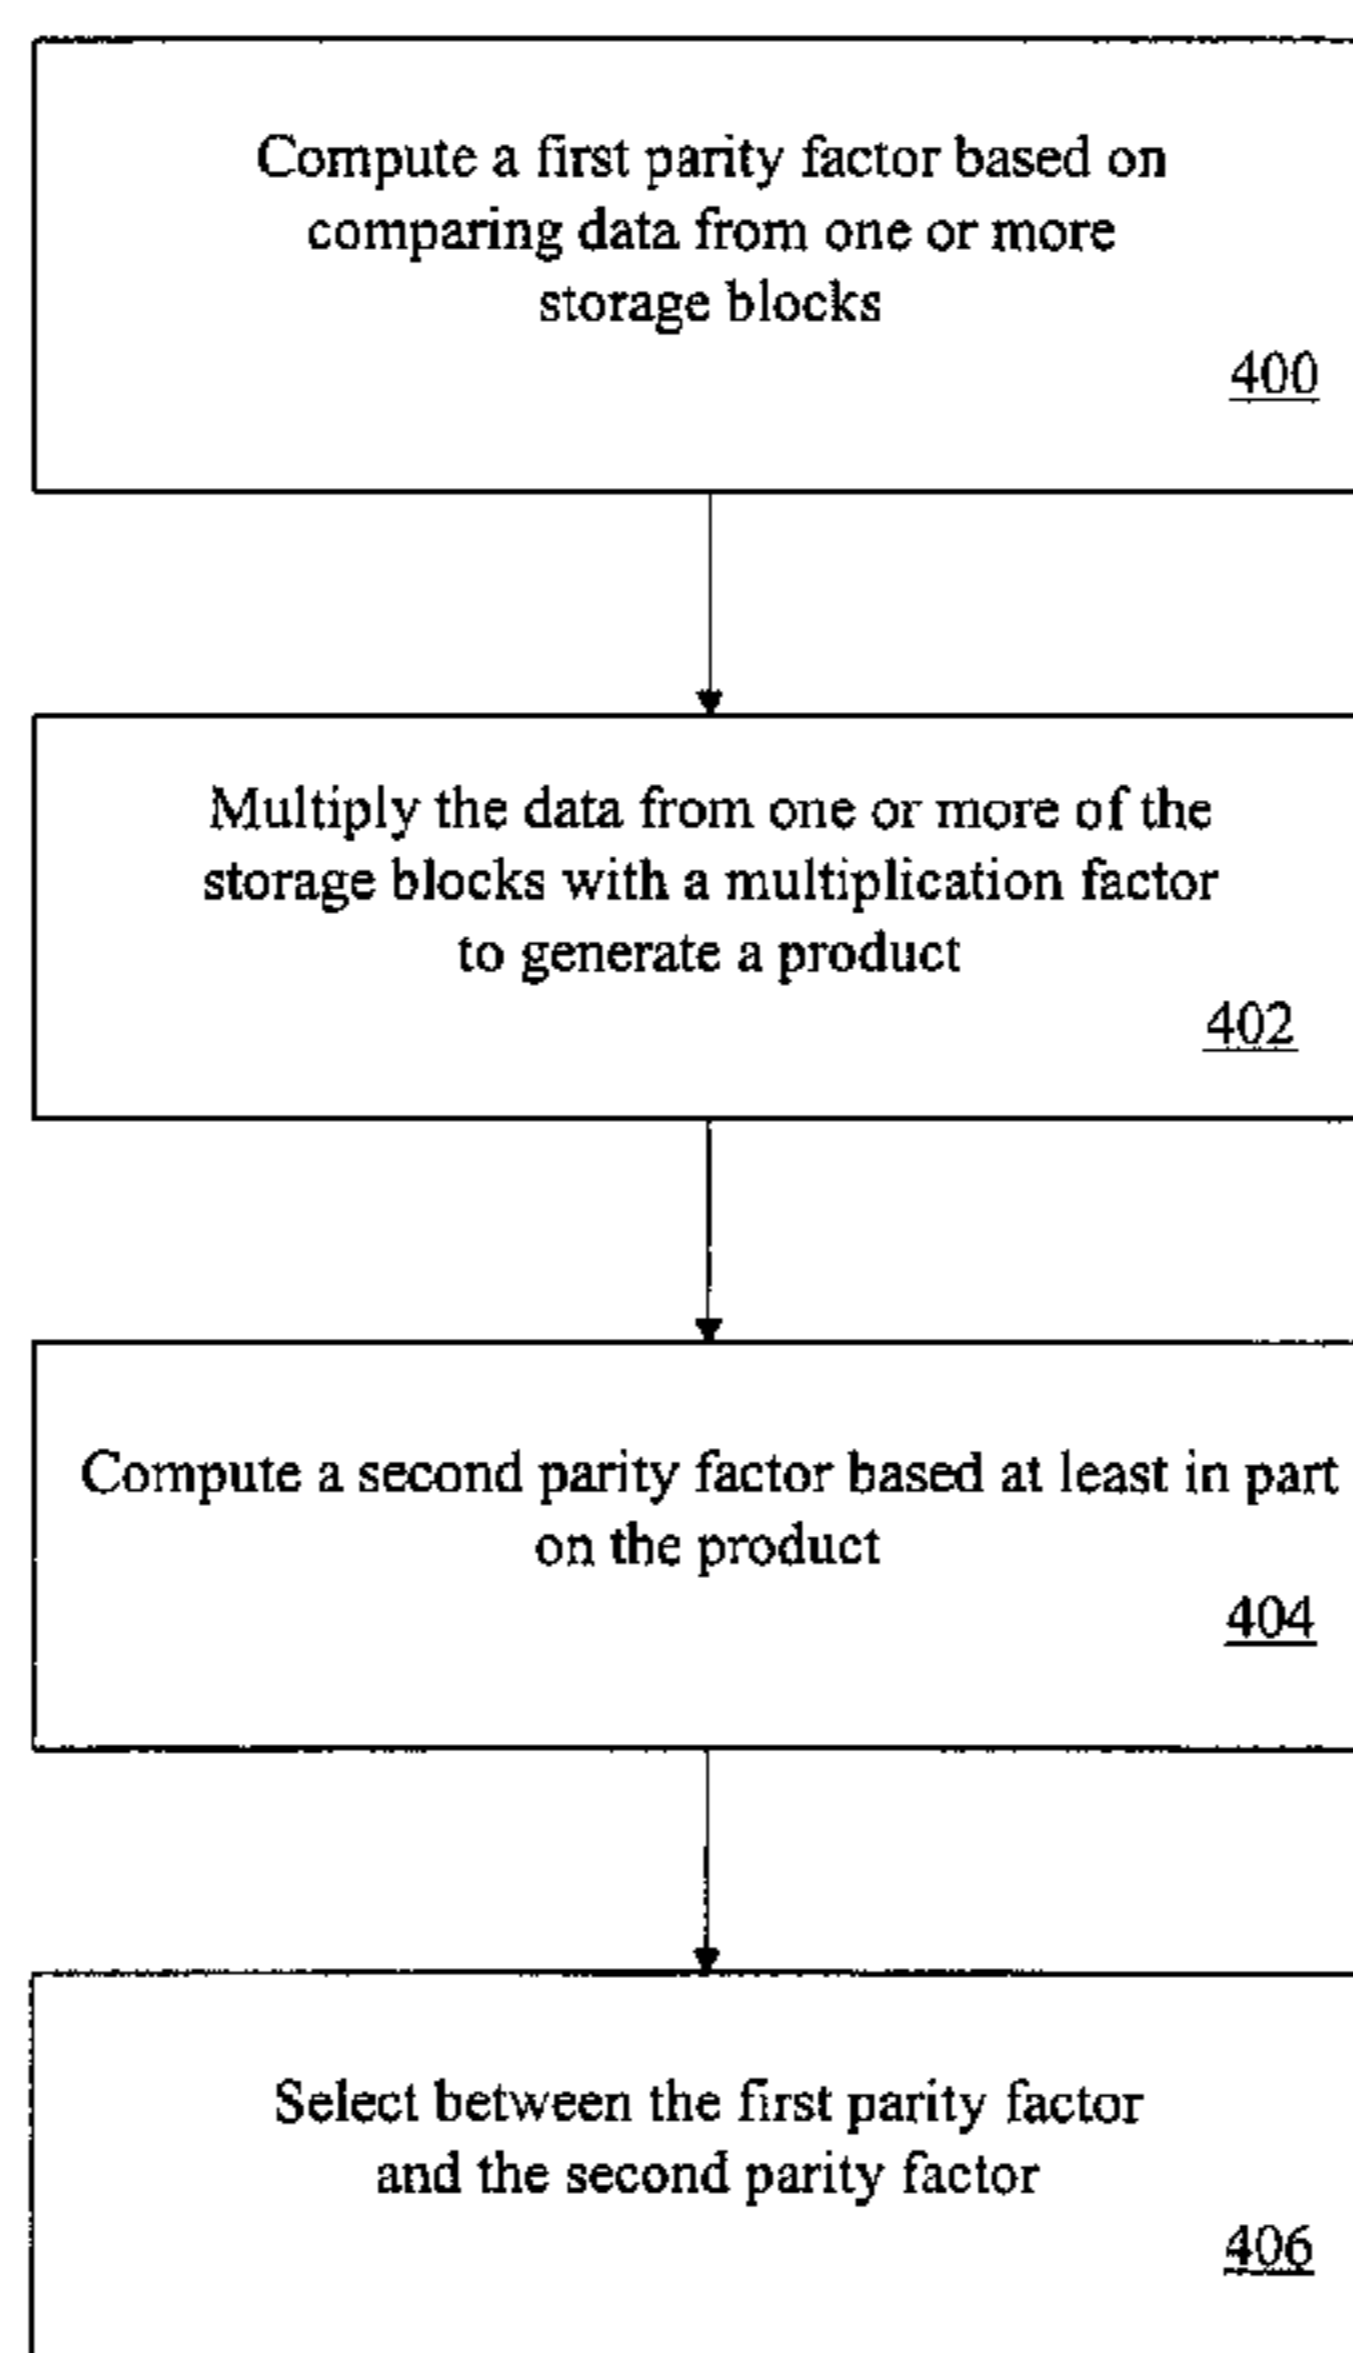 Compute a first parity factor based on
comparing data from one or more
storage blocks
400
Multiply the data from one or more of the
storage blocks with a multiplication factor
to generate a product
402
Compute a second parity factor based at least in part
on the product
404
Select between the first parity factor
and the second parity factor
406